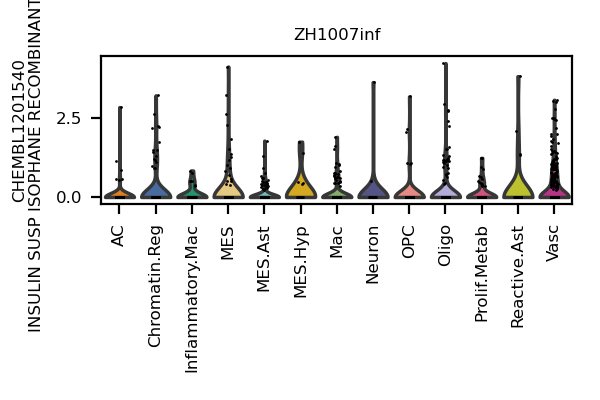 ZH1007inf
CHEMBL1201540
INSULIN SUSP ISOPHANE RECOMBINANT
2.5
0.0
AC
Chromatin.Reg
Inflammatory.Mac
MES
MES.Ast
MES.Hyp
Mac
Neuron
OPC
Oligo
Prolif.Metab
Reactive.Ast
Vasc